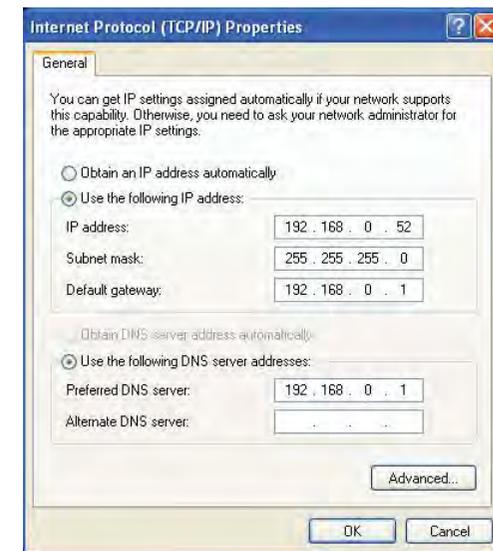 Internet Protocol (TCP/IP) Properties
General
You can get IP settings assigned automatically if your network supports
this capability. Otherwise, you need to ask your network administrator for
the appropriate IP settings.
Obtain an IP address automatically
Use the following IP address:
IP address: 192 . 168 . 0 . 52
Subnet mask: 255 . 255 . 255 . 0
Default gateway: 192 . 168 . 0 . 1
Obtain DNS server address automatically
Use the following DNS server addresses:
Preferred DNS server: 192 . 168 . 0 . 1
Alternate DNS server: . . .
Advanced...
OK Cancel